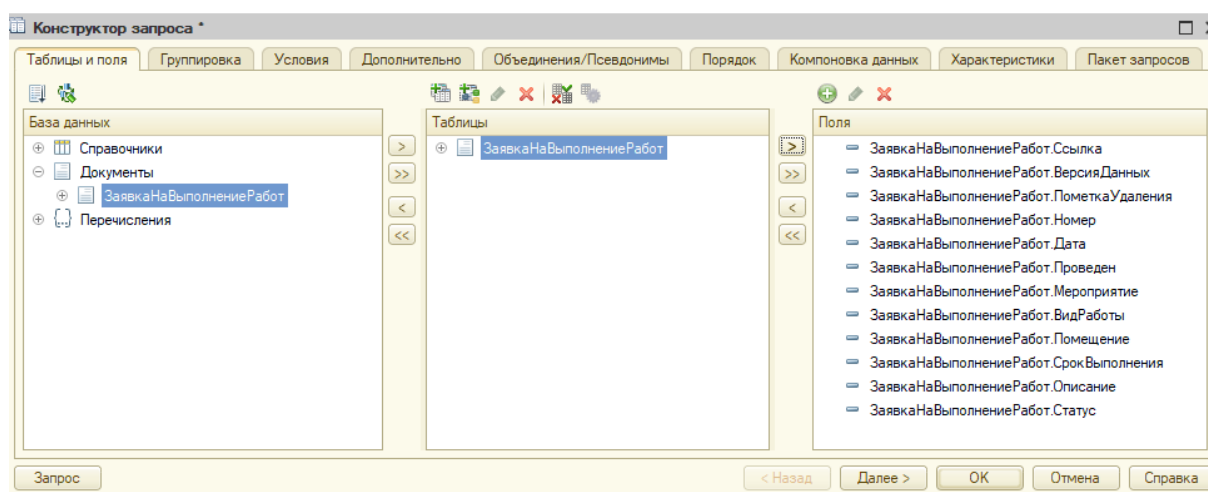 Конструктор запроса *
Таблицы и поля Группировка Условия Дополнительно Объединения/Псевдонимы Порядок Компоновка данных Характеристики Пакет запросов
База данных
Справочники
Документы
ЗаявкаНаВыполнениеРабот
Перечисления
> >> < <<
Таблицы
ЗаявкаНаВыполнениеРабот
> >> < <<
Поля
ЗаявкаНаВыполнениеРабот.Ссылка
ЗаявкаНаВыполнениеРабот.ВерсияДанных
ЗаявкаНаВыполнениеРабот.ПометкаУдаления
ЗаявкаНаВыполнениеРабот.Номер
ЗаявкаНаВыполнениеРабот.Дата
ЗаявкаНаВыполнениеРабот.Проведен
ЗаявкаНаВыполнениеРабот.Мероприятие
ЗаявкаНаВыполнениеРабот.ВидРаботы
ЗаявкаНаВыполнениеРабот.Помещение
ЗаявкаНаВыполнениеРабот.СрокВыполнения
ЗаявкаНаВыполнениеРабот.Описание
ЗаявкаНаВыполнениеРабот.Статус
Запрос < Назад Далее > ОК Отмена Справка